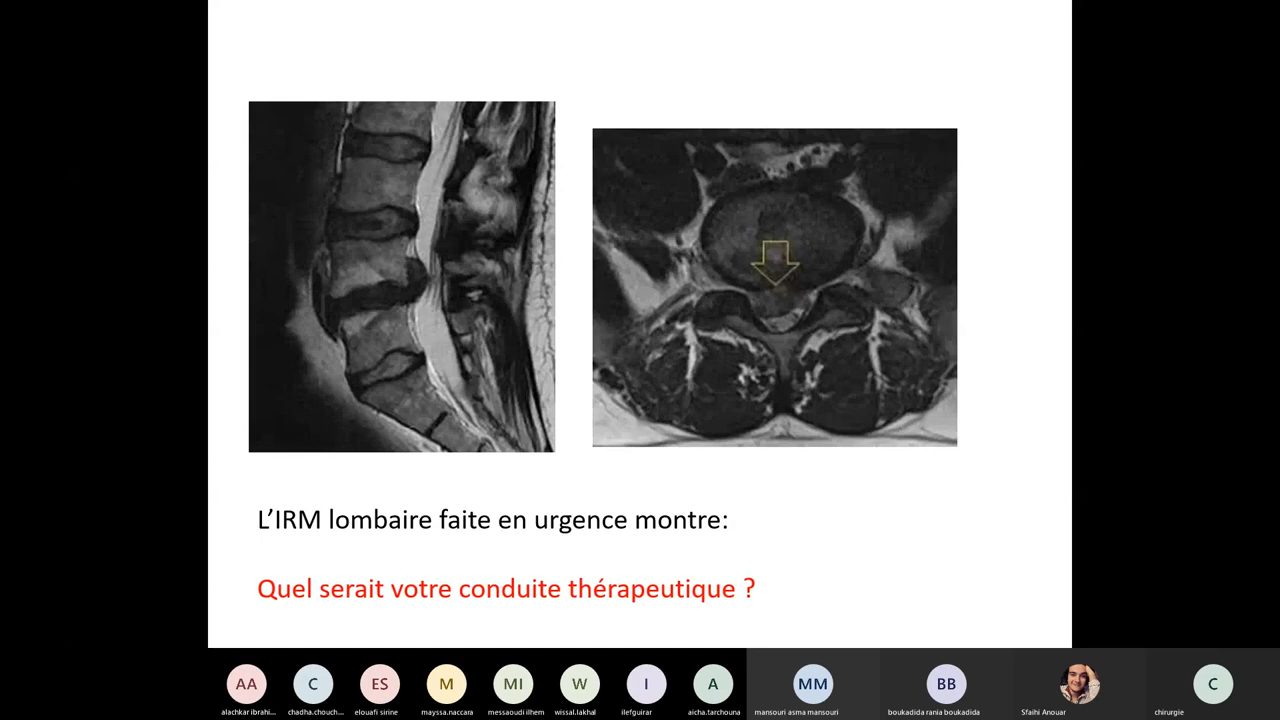 L'IRM lombaire faite en urgence montre:
Quel serait votre conduite thérapeutique ?
AA
C
ES
M
MI
W
I
A
MM
BB
C
alachkar ibrahi...
chadha.chouch...
elouafi sirine
mayssa.naccara
messaoudi ilhem
wissal.lakhal
ilefguirar
aicha.tarchouna
mansouri asma mansouri
boukadida rania boukadida
Sfaihi Anouar
chirurgie